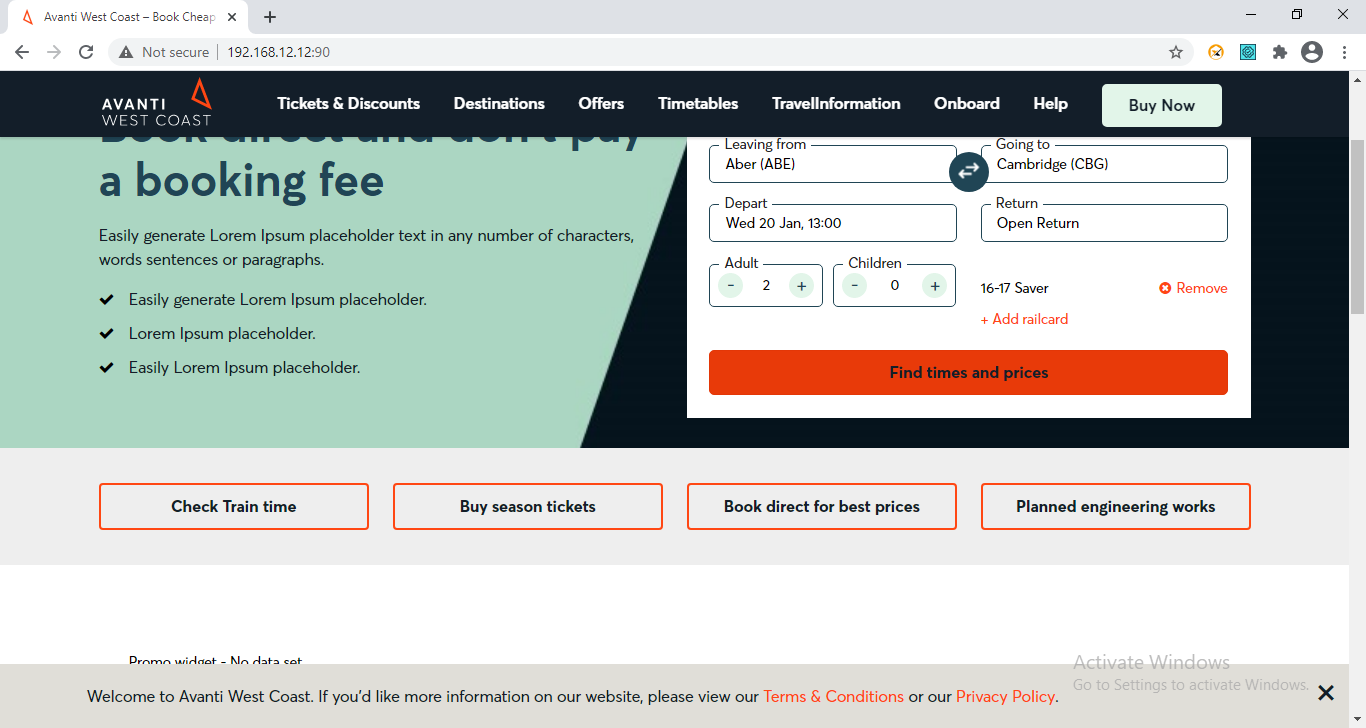 Avanti West Coast – Book Cheap
Not secure
192.168.12.12:90
AVANTI
WEST COAST
Tickets & Discounts
Destinations
Offers
Timetables
TravelInformation
Onboard
Help
Buy Now
Book direct and don't pay
a booking fee
Easily generate Lorem Ipsum placeholder text in any number of characters,
words sentences or paragraphs.
Easily generate Lorem Ipsum placeholder.
Lorem Ipsum placeholder.
Easily Lorem Ipsum placeholder.
Leaving from
Aber (ABE)
Going to
Cambridge (CBG)
Depart
Wed 20 Jan, 13:00
Return
Open Return
Adult
- 2 +
Children
- 0 +
16-17 Saver
Remove
+ Add railcard
Find times and prices
Check Train time
Buy season tickets
Book direct for best prices
Planned engineering works
Promo widget - No data set
Activate Windows
Go to Settings to activate Windows.
Welcome to Avanti West Coast. If you'd like more information on our website, please view our Terms & Conditions or our Privacy Policy.